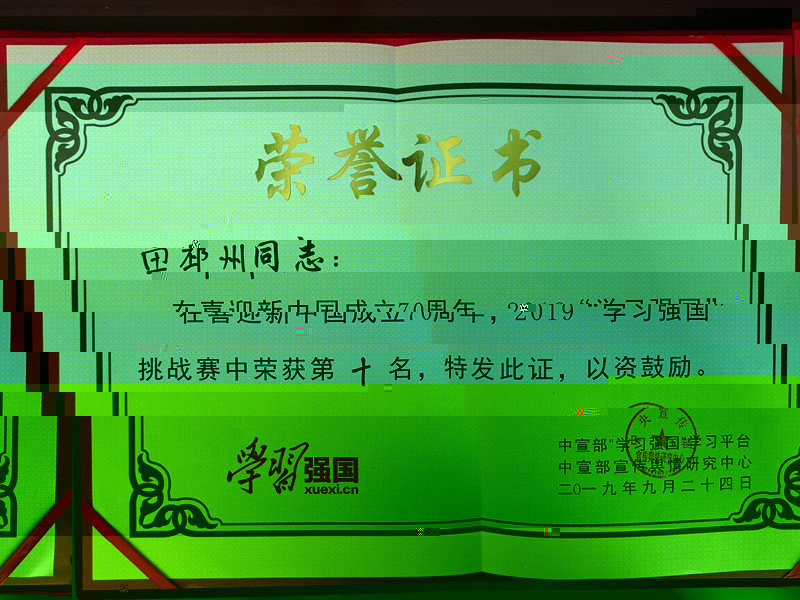 荣誉证书
田邳州同志：
在喜迎新中国成立70周年，2019“学习强国”
挑战赛中荣获第十名，特发此证，以资鼓励。
學習强国
xuexi.cn
中宣部"学习强国"学习平台
中宣部宣传舆情研究中心
二〇一九年九月二十四日